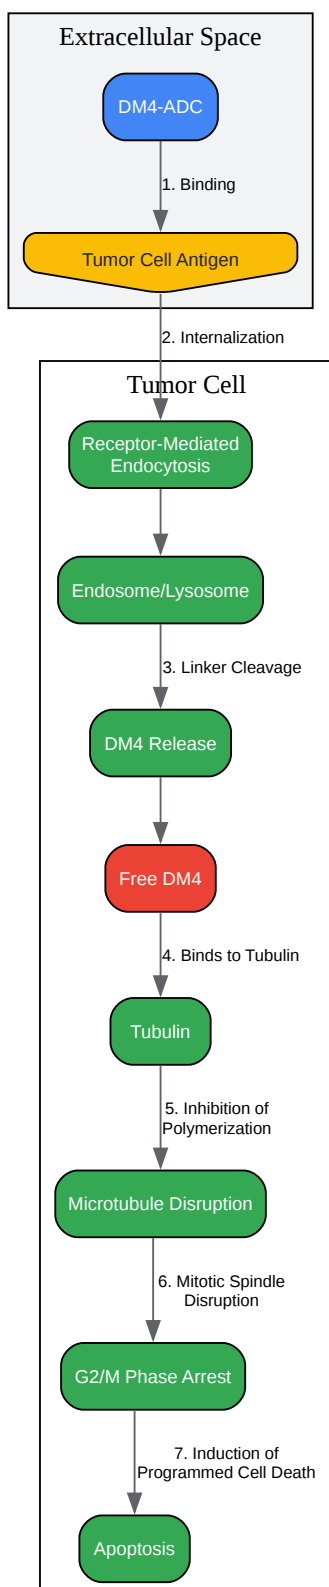 Extracellular Space
DM4-ADC
1. Binding
Tumor Cell Antigen
2. Internalization
Tumor Cell
Receptor-Mediated
Endocytosis
Endosome/Lysosome
3. Linker Cleavage
DM4 Release
Free DM4
4. Binds to Tubulin
Tubulin
5. Inhibition of
Polymerization
Microtubule Disruption
6. Mitotic Spindle
Disruption
G2/M Phase Arrest
7. Induction of
Programmed Cell Death
Apoptosis